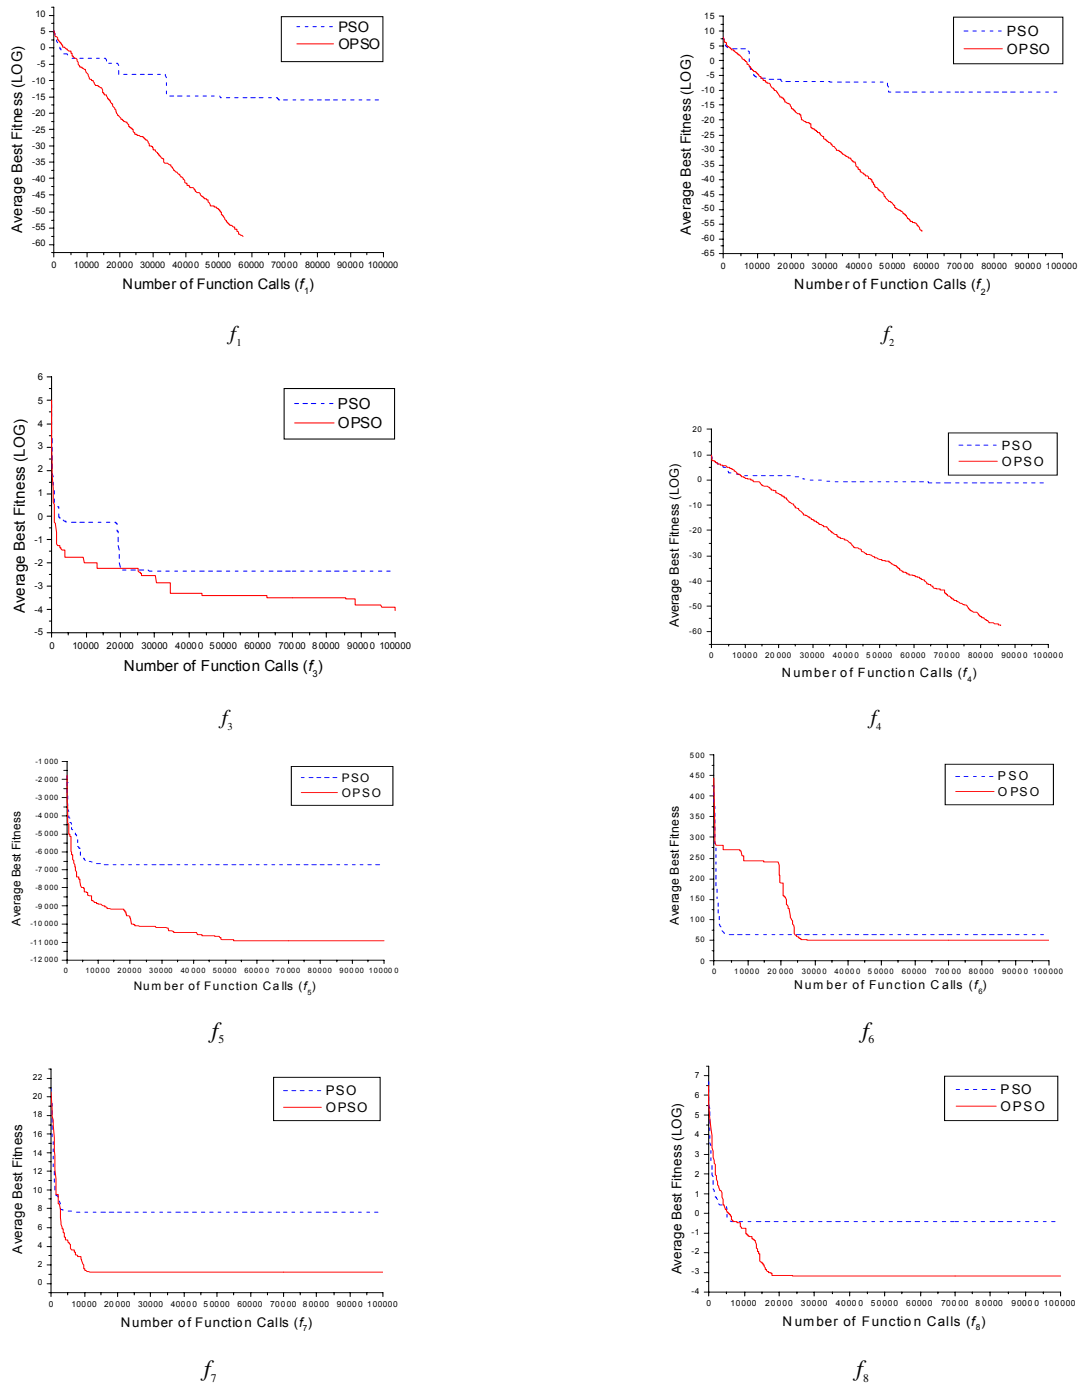 10
5
0
-5
-10
-15
-20
-25
-30
-35
-40
-45
-50
-55
-60
Average Best Fitness (LOG)
PSO
OPSO
0 10000 20000 30000 40000 50000 60000 70000 80000 90000 100000
Number of Function Calls (f1)
f1
15
10
5
0
-5
-10
-15
-20
-25
-30
-35
-40
-45
-50
-55
-60
-65
Average Best Fitness (LOG)
PSO
OPSO
0 10000 20000 30000 40000 50000 60000 70000 80000 90000 100000
Number of Function Calls (f2)
f2
6
5
4
3
2
1
0
-1
-2
-3
-4
-5
Average Best Fitness (LOG)
PSO
OPSO
0 10000 20000 30000 40000 50000 60000 70000 80000 90000 100000
Number of Function Calls (f3)
f3
20
10
0
-10
-20
-30
-40
-50
-60
Average Best Fitness (LOG)
PSO
OPSO
0 10000 20000 30000 40000 50000 60000 70000 80000 90000 100000
Number of Function Calls (f4)
f4
-1000
-2000
-3000
-4000
-5000
-6000
-7000
-8000
-9000
-10000
-11000
-12000
Average Best Fitness
PSO
OPSO
0 10000 20000 30000 40000 50000 60000 70000 80000 90000 100000
Number of Function Calls (f5)
f5
500
450
400
350
300
250
200
150
100
50
0
Average Best Fitness
PSO
OPSO
0 10000 20000 30000 40000 50000 60000 70000 80000 90000 100000
Number of Function Calls (f6)
f6
22
20
18
16
14
12
10
8
6
4
2
0
Average Best Fitness
PSO
OPSO
0 10000 20000 30000 40000 50000 60000 70000 80000 90000 100000
Number of Function Calls (f7)
f7
7
6
5
4
3
2
1
0
-1
-2
-3
-4
Average Best Fitness (LOG)
PSO
OPSO
0 10000 20000 30000 40000 50000 60000 70000 80000 90000 100000
Number of Function Calls (f8)
f8